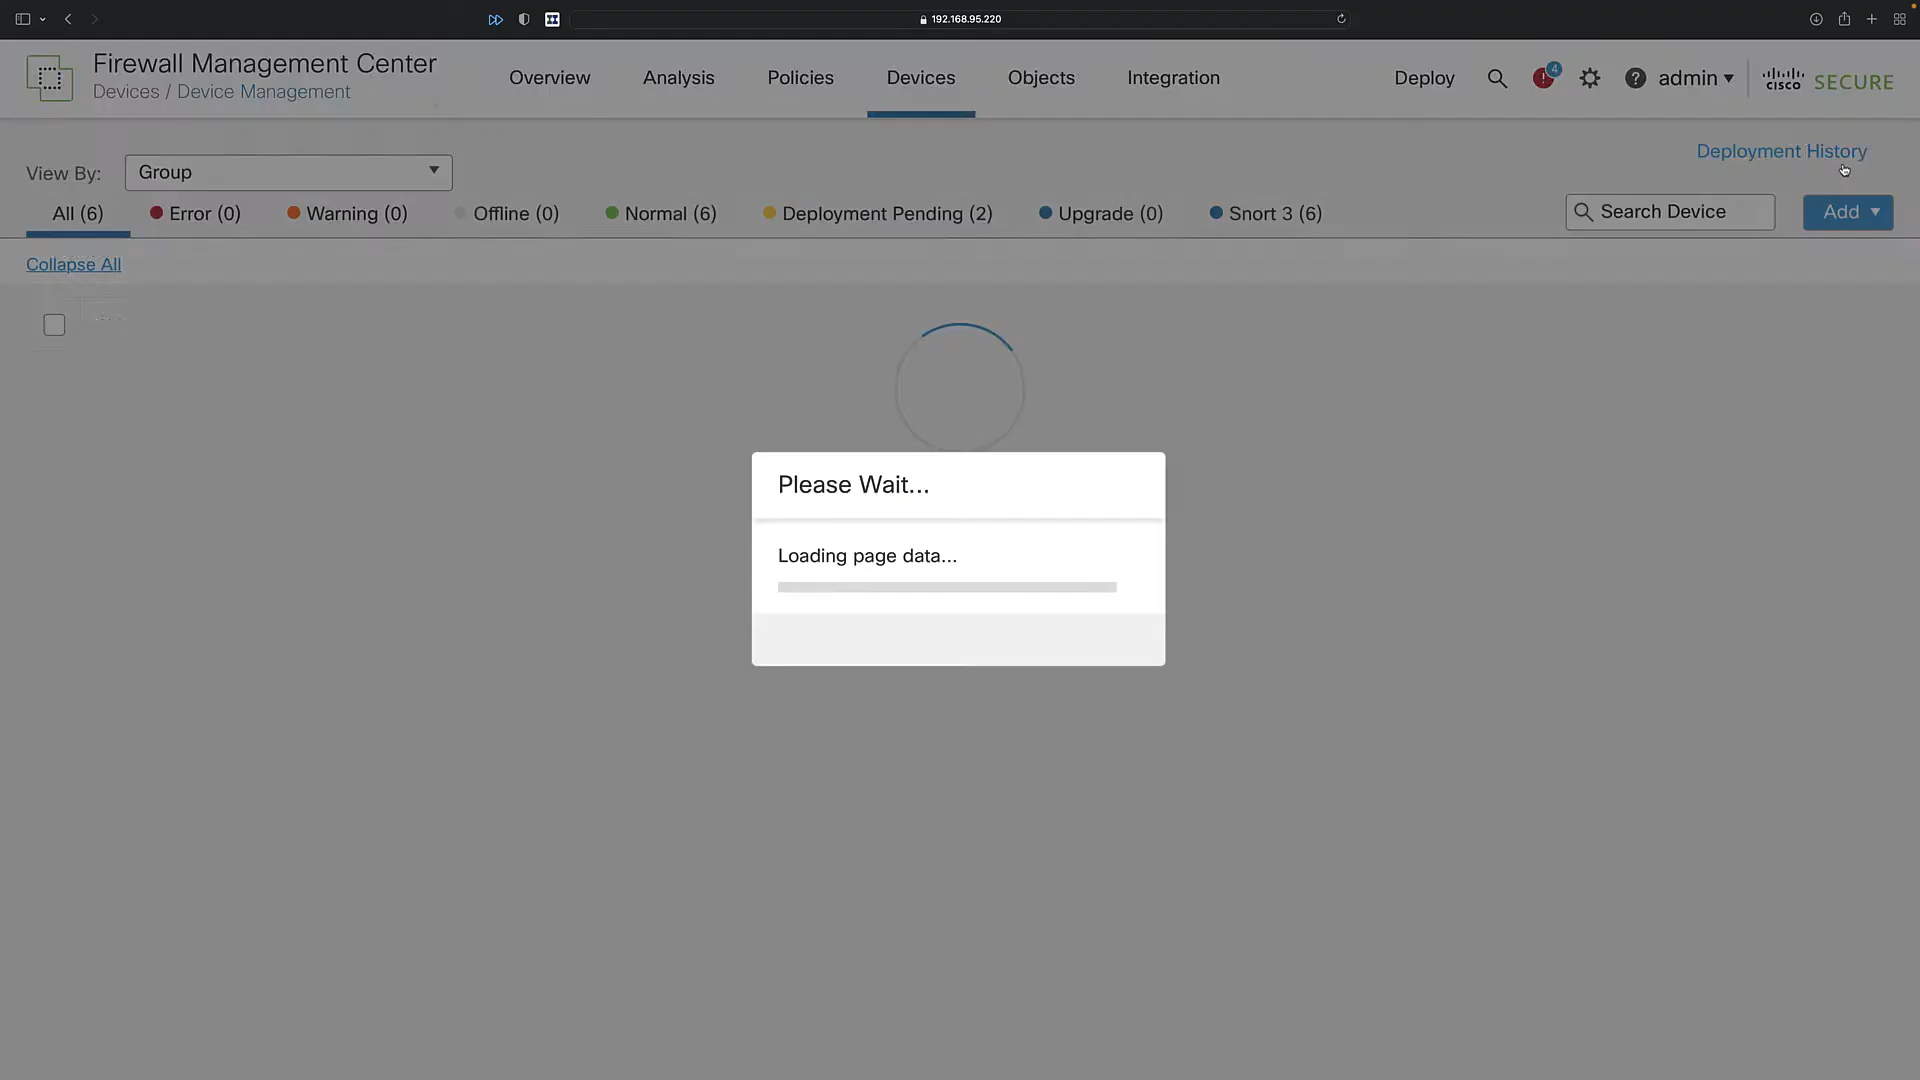 192.168.95.220
Firewall Management Center
Devices / Device Management
Overview
Analysis
Policies
Devices
Objects
Integration
Deploy
4
admin
cisco SECURE
Deployment History
View By:
Group
All (6)
Error (0)
Warning (0)
Offline (0)
Normal (6)
Deployment Pending (2)
Upgrade (0)
Snort 3 (6)
Search Device
Add
Collapse All
Please Wait...
Loading page data...